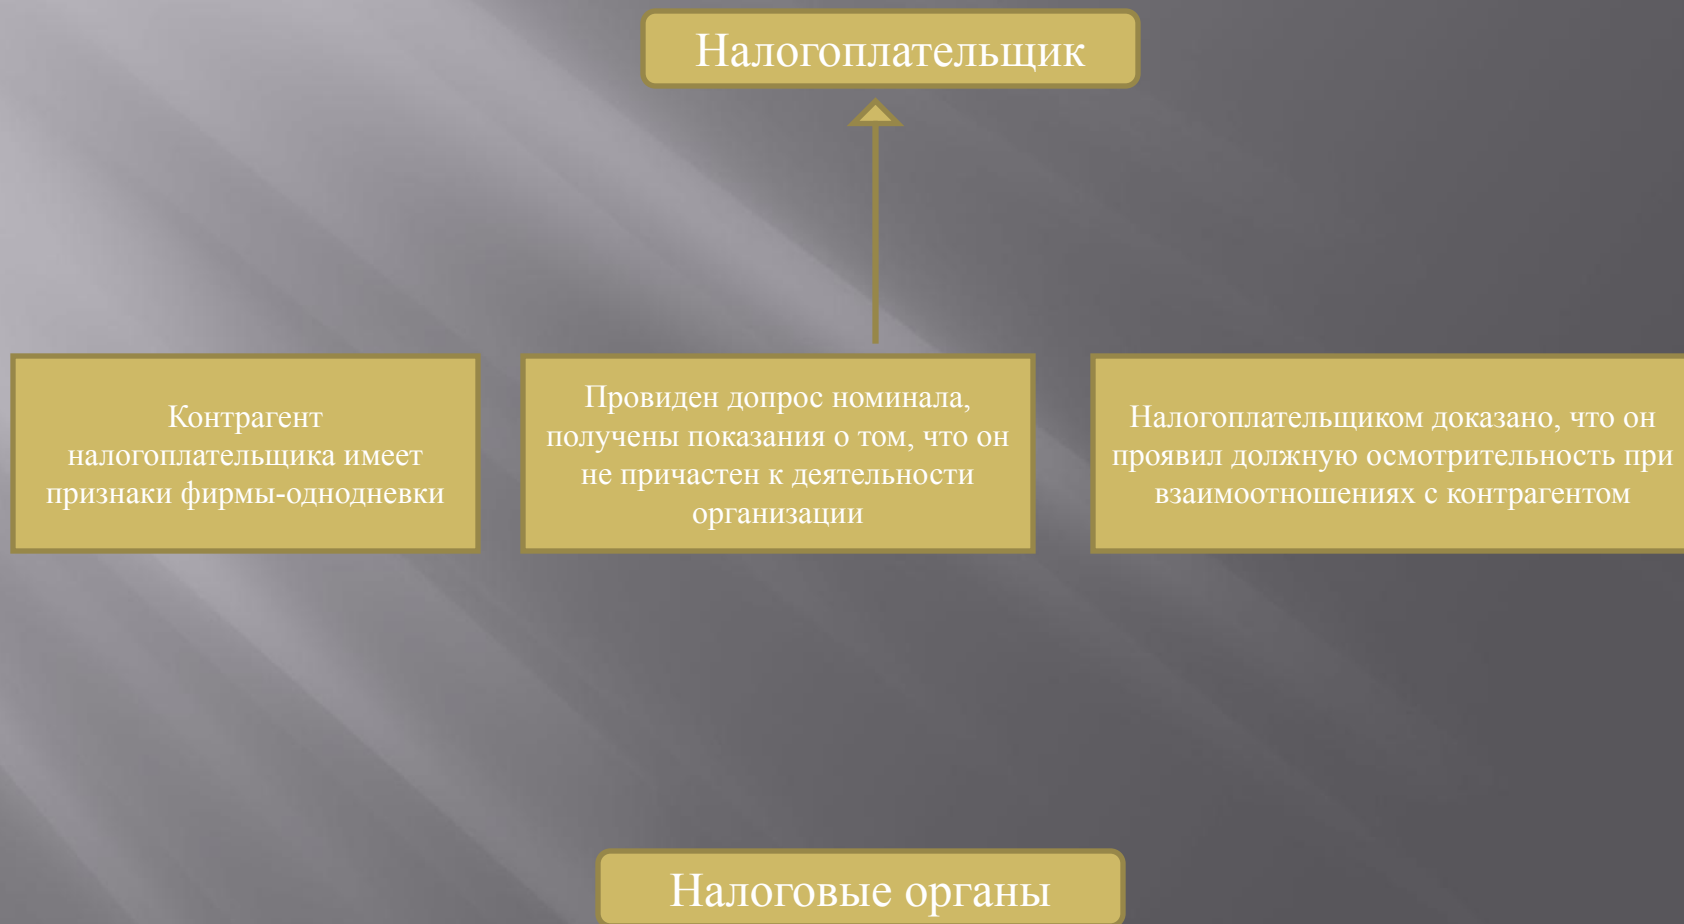 Налогоплательщик
Контрагент
налогоплательщика имеет
признаки фирмы-однодневки
Провиден допрос номинала,
получены показания о том, что он
не причастен к деятельности
организации
Налогоплательщиком доказано, что он
проявил должную осмотрительность при
взаимоотношениях с контрагентом
Налоговые органы